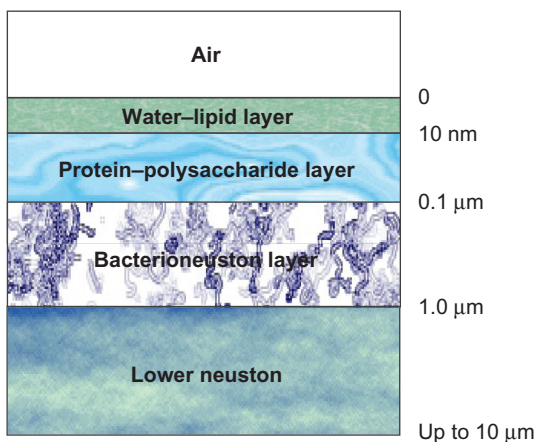 Air
0
Water–lipid layer
10 nm
Protein–polysaccharide layer
0.1 μm
Bacterioneuston layer
1.0 μm
Lower neuston
Up to 10 μm